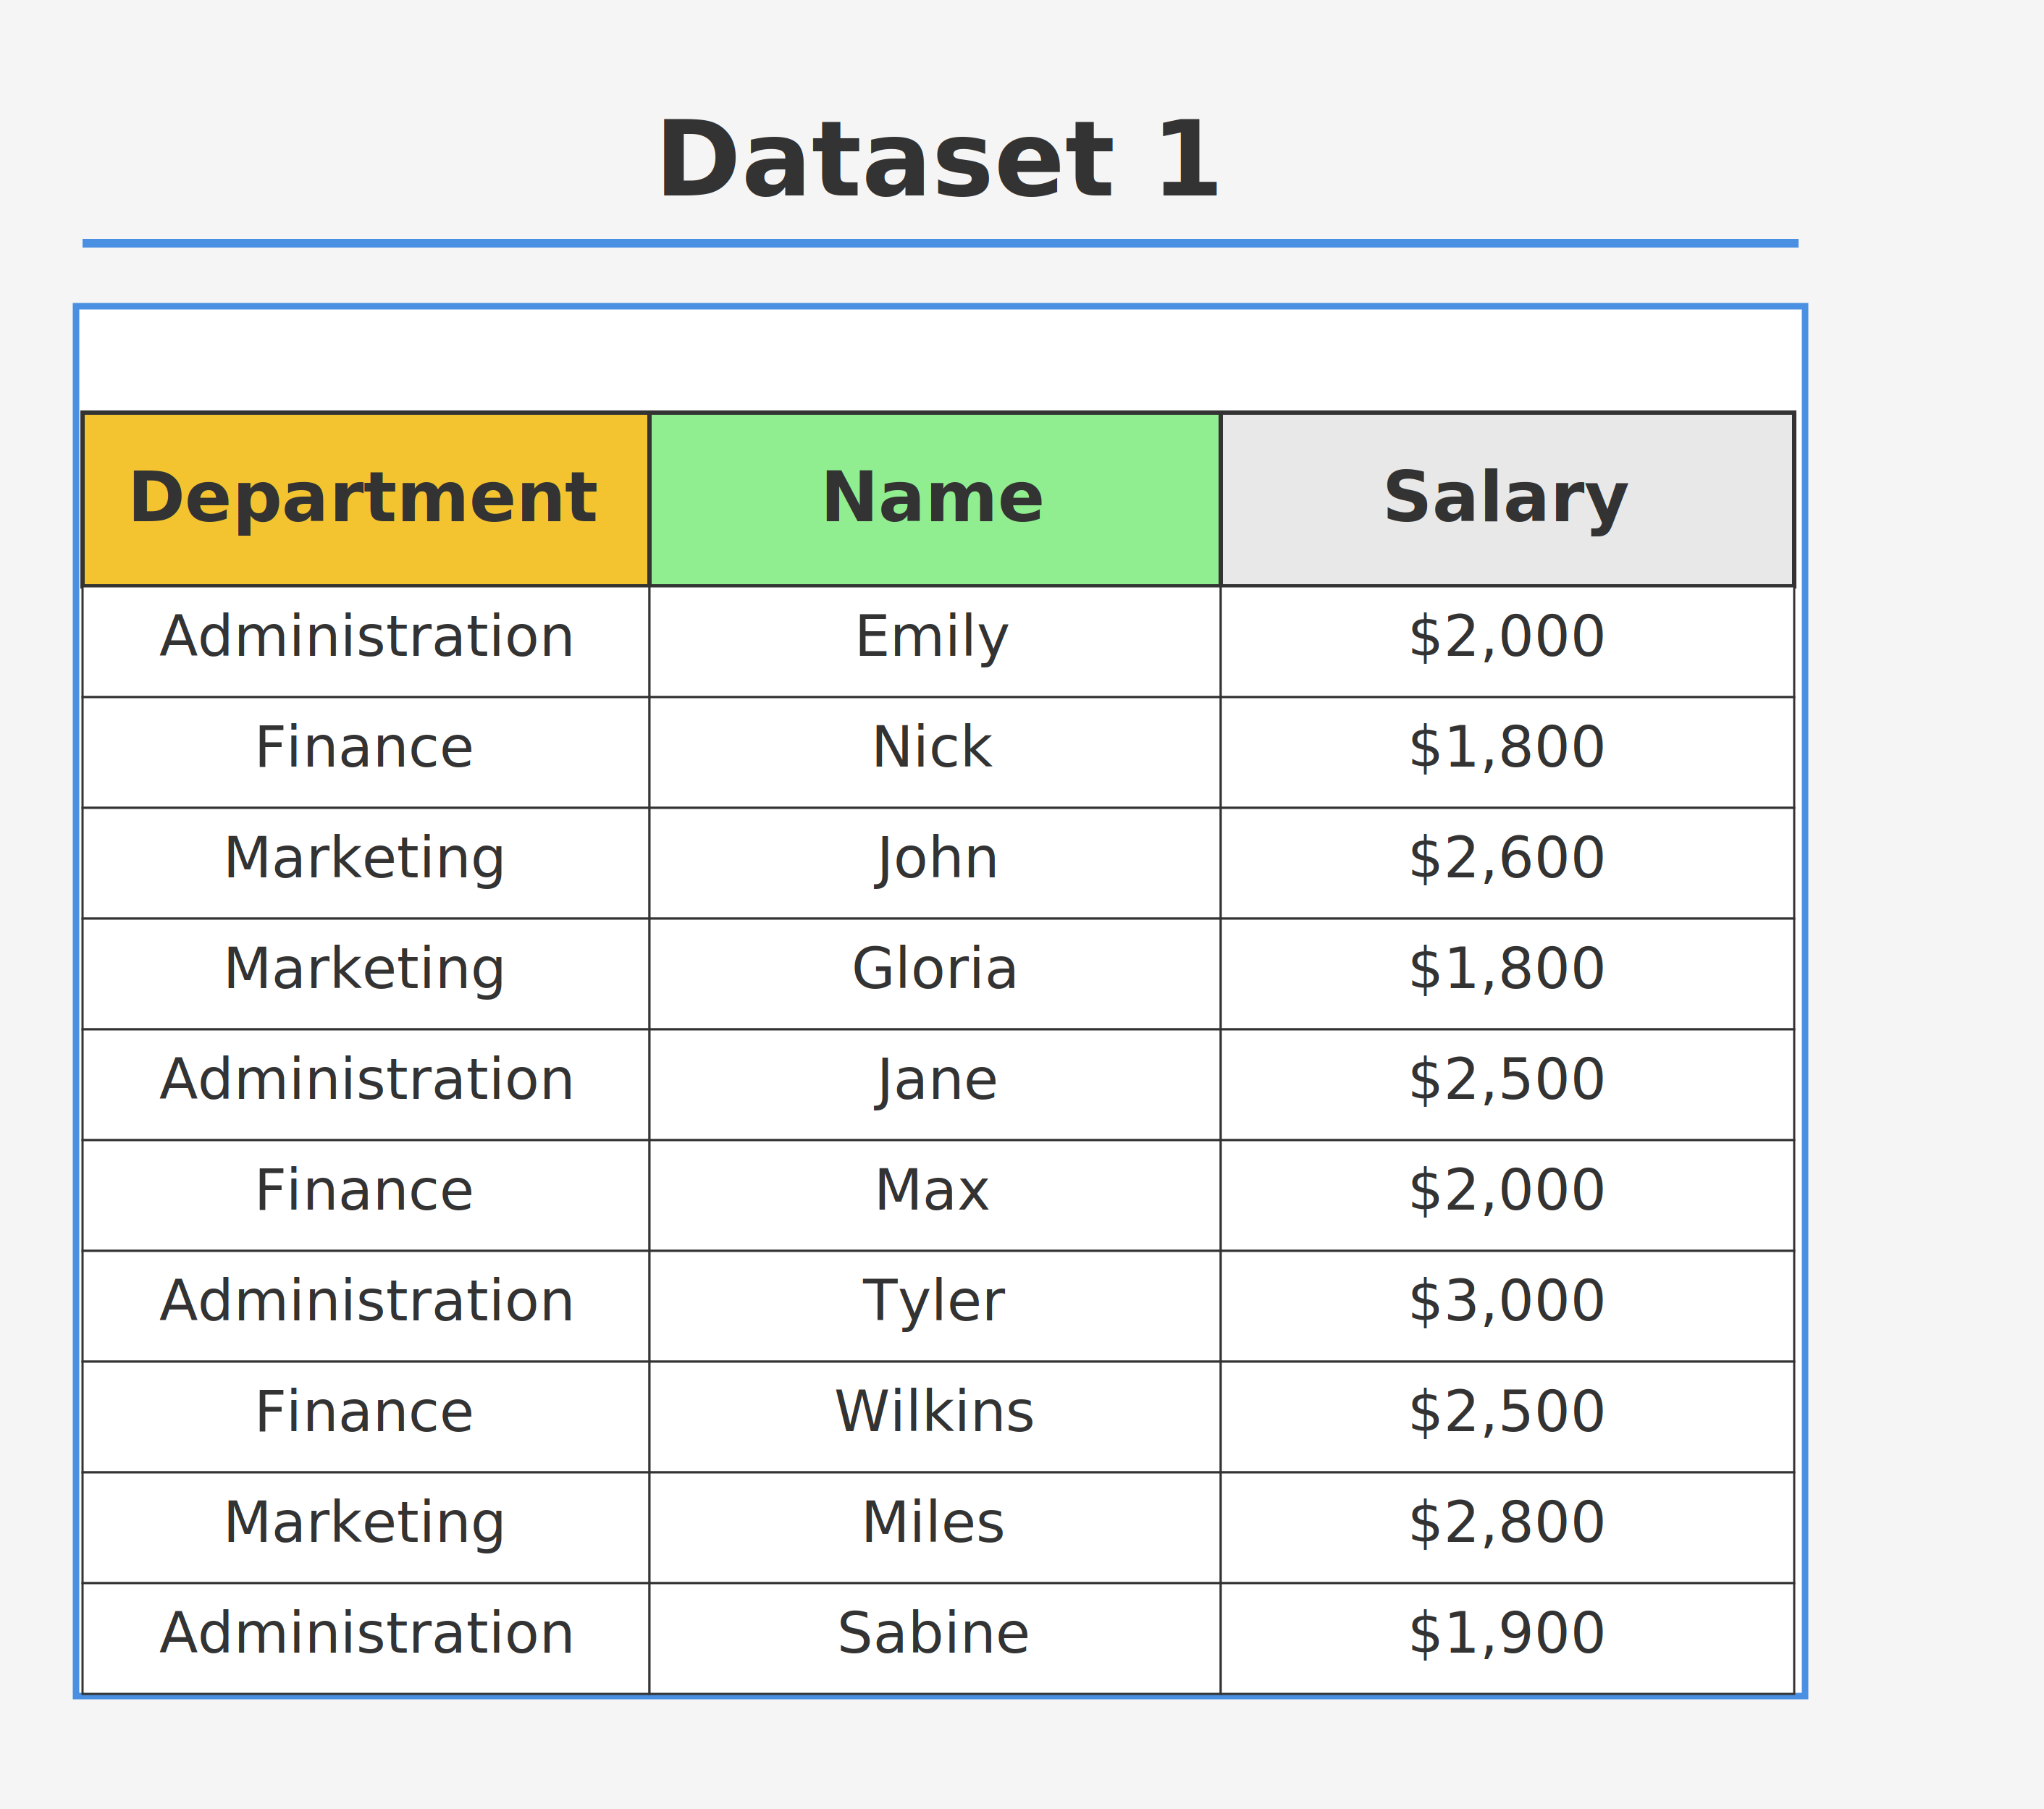 Dataset 1
Department Name Salary
Administration Emily $2,000
Finance Nick $1,800
Marketing John $2,600
Marketing Gloria $1,800
Administration Jane $2,500
Finance Max $2,000
Administration Tyler $3,000
Finance Wilkins $2,500
Marketing Miles $2,800
Administration Sabine $1,900